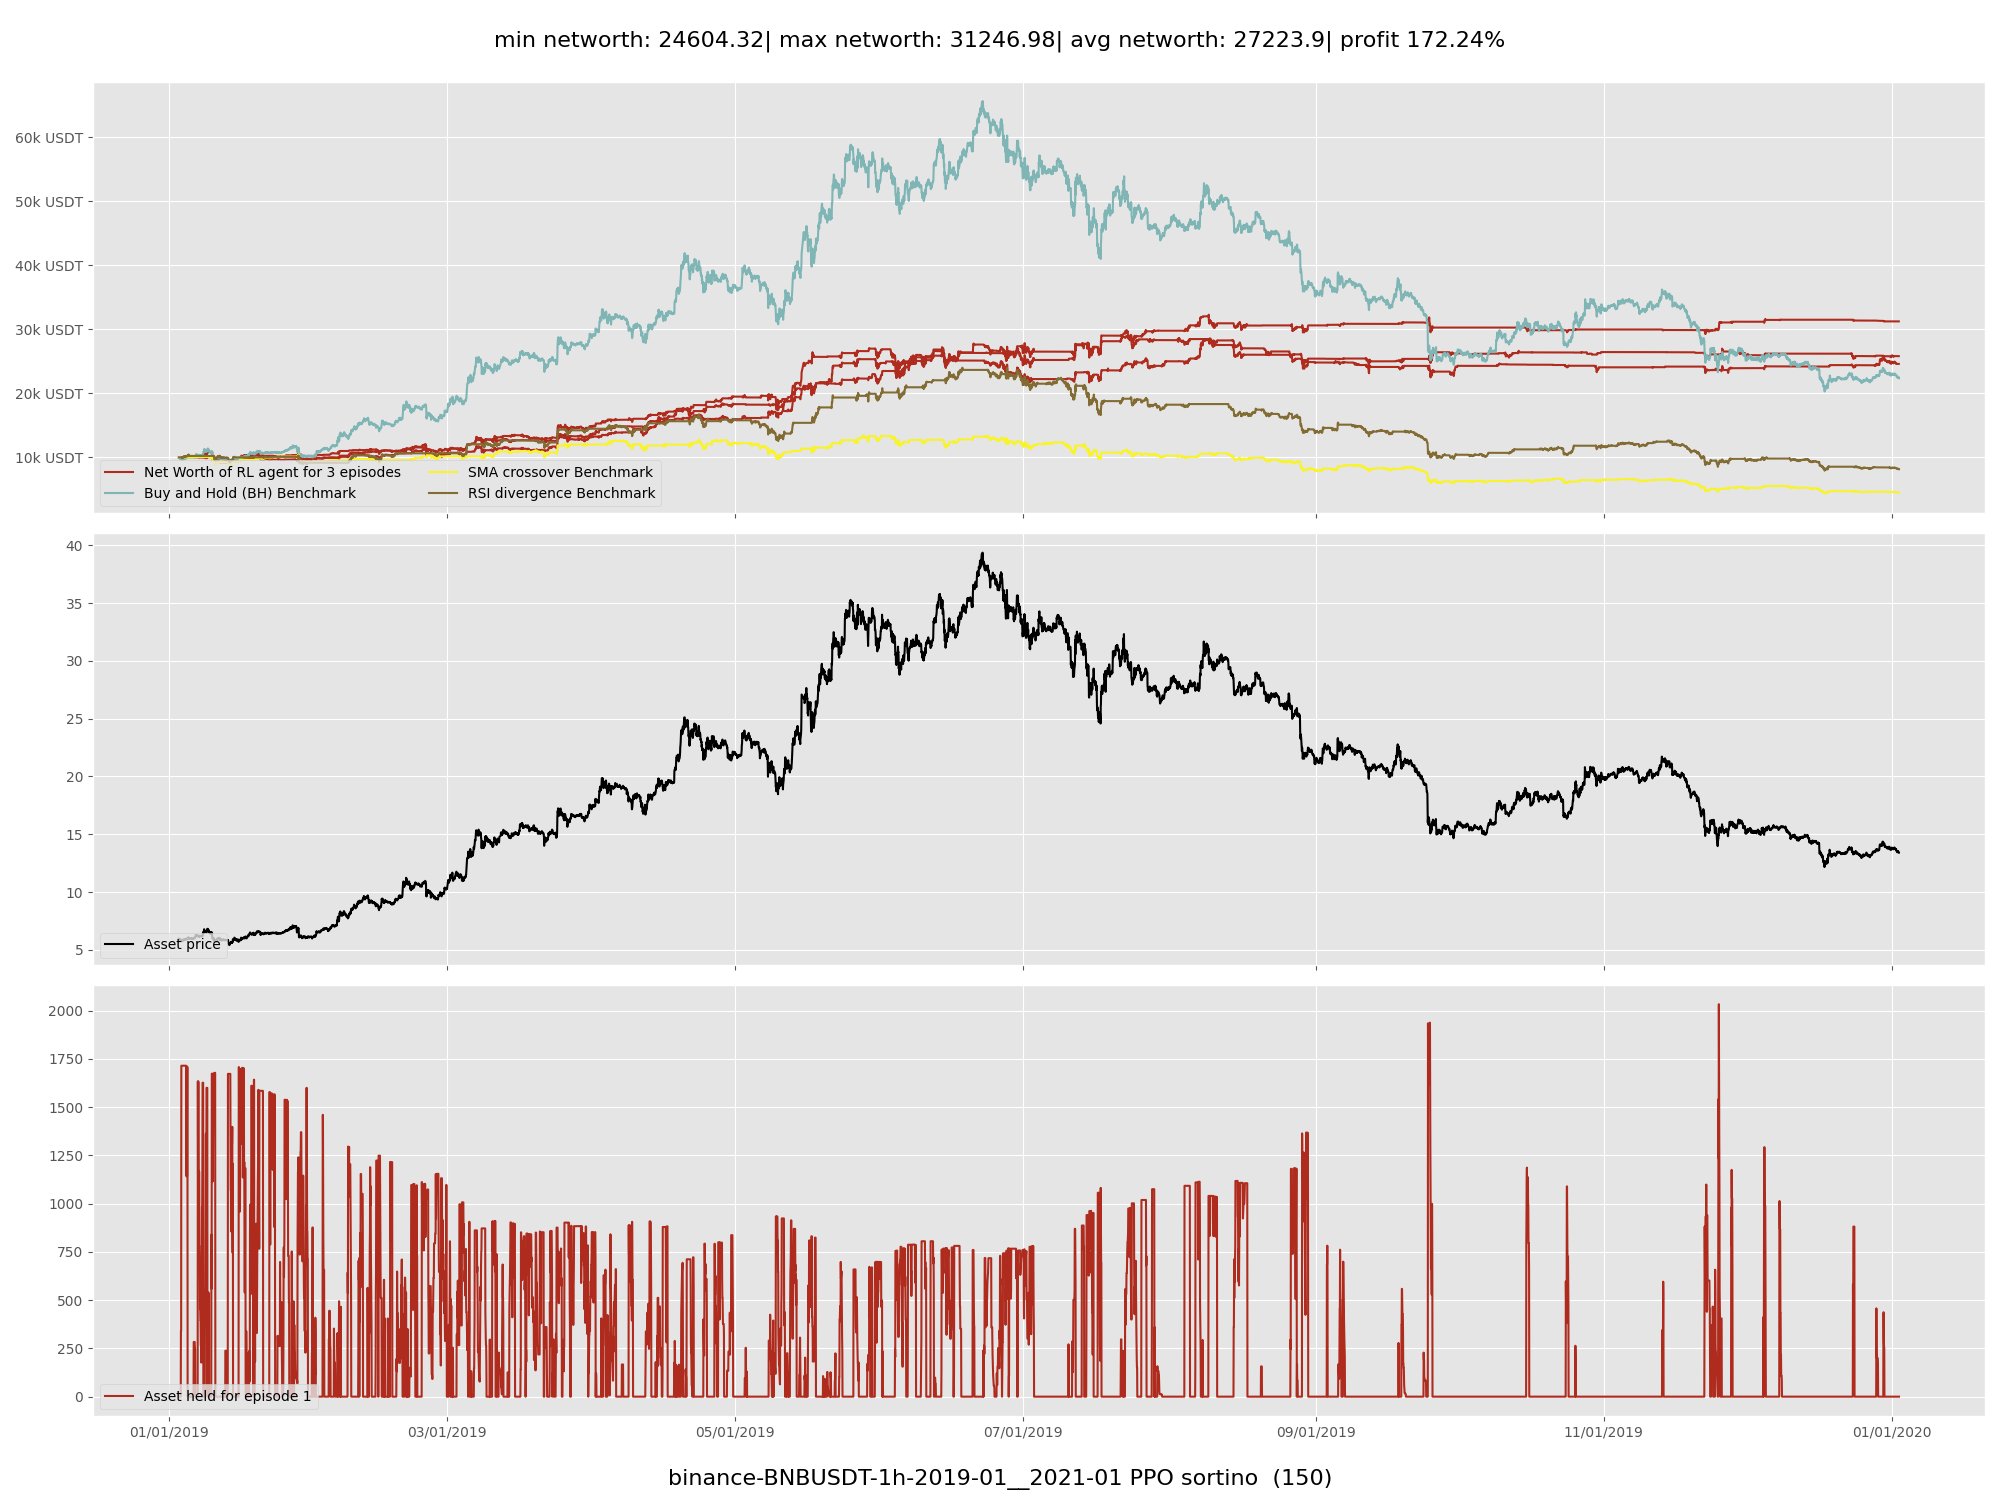 min networth: 24604.32| max networth: 31246.98| avg networth: 27223.9| profit 172.24%
60k USDT
50k USDT
40k USDT
30k USDT
20k USDT
10k USDT
Net Worth of RL agent for 3 episodes
Buy and Hold (BH) Benchmark
SMA crossover Benchmark
RSI divergence Benchmark
40
35
30
25
20
15
10
5
Asset price
2000
1750
1500
1250
1000
750
500
250
0
Asset held for episode 1
01/01/2019 03/01/2019 05/01/2019 07/01/2019 09/01/2019 11/01/2019 01/01/2020
binance-BNBUSDT-1h-2019-01__2021-01 PPO sortino  (150)